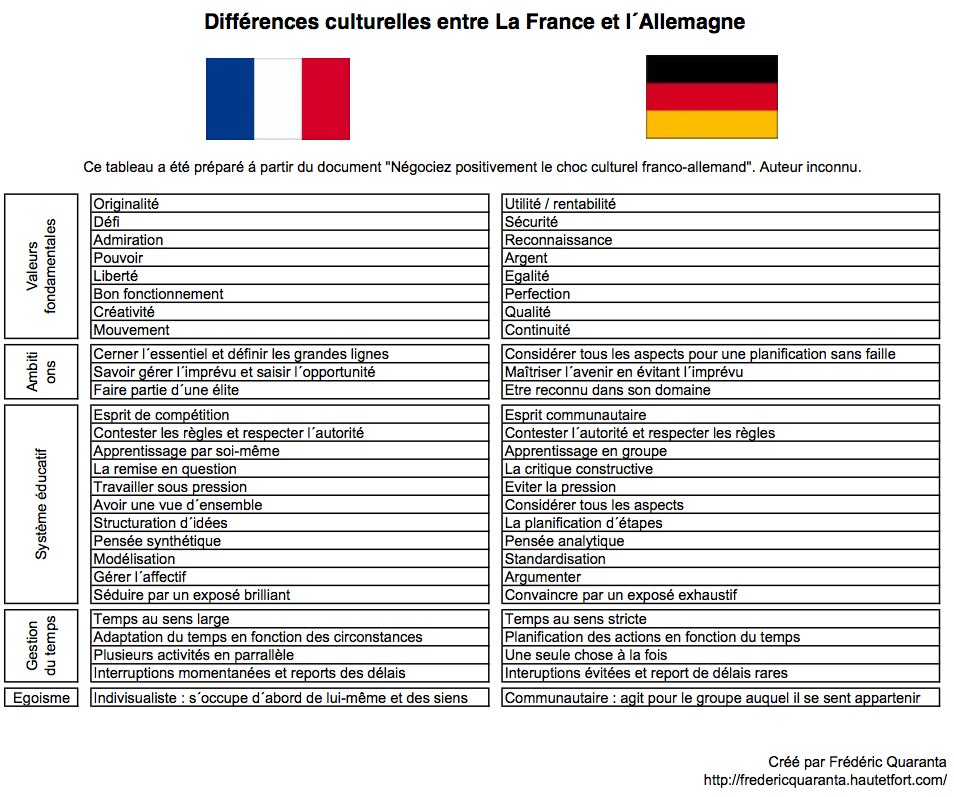 Différences culturelles entre La France et l´Allemagne
Ce tableau a été préparé á partir du document "Négociez positivement le choc culturel franco-allemand". Auteur inconnu.
Valeurs
fondamentales
Originalité
Utilité / rentabilité
Défi
Sécurité
Admiration
Reconnaissance
Pouvoir
Argent
Liberté
Egalité
Bon fonctionnement
Perfection
Créativité
Qualité
Mouvement
Continuité
Ambiti
ons
Cerner l´essentiel et définir les grandes lignes
Considérer tous les aspects pour une planification sans faille
Savoir gérer l´imprévu et saisir l´opportunité
Maîtriser l´avenir en évitant l´imprévu
Faire partie d´une élite
Etre reconnu dans son domaine
Système éducatif
Esprit de compétition
Esprit communautaire
Contester les règles et respecter l´autorité
Contester l´autorité et respecter les règles
Apprentissage par soi-même
Apprentissage en groupe
La remise en question
La critique constructive
Travailler sous pression
Eviter la pression
Avoir une vue d´ensemble
Considérer tous les aspects
Structuration d´idées
La planification d´étapes
Pensée synthétique
Pensée analytique
Modélisation
Standardisation
Gérer l´affectif
Argumenter
Séduire par un exposé brilliant
Convaincre par un exposé exhaustif
Gestion
du temps
Temps au sens large
Temps au sens stricte
Adaptation du temps en fonction des circonstances
Planification des actions en fonction du temps
Plusieurs activités en parrallèle
Une seule chose à la fois
Interruptions momentanées et reports des délais
Interuptions évitées et report de délais rares
Egoisme
Indivisualiste : s´occupe d´abord de lui-même et des siens
Communautaire : agit pour le groupe auquel il se sent appartenir
Créé par Frédéric Quaranta
http://fredericquaranta.hautetfort.com/